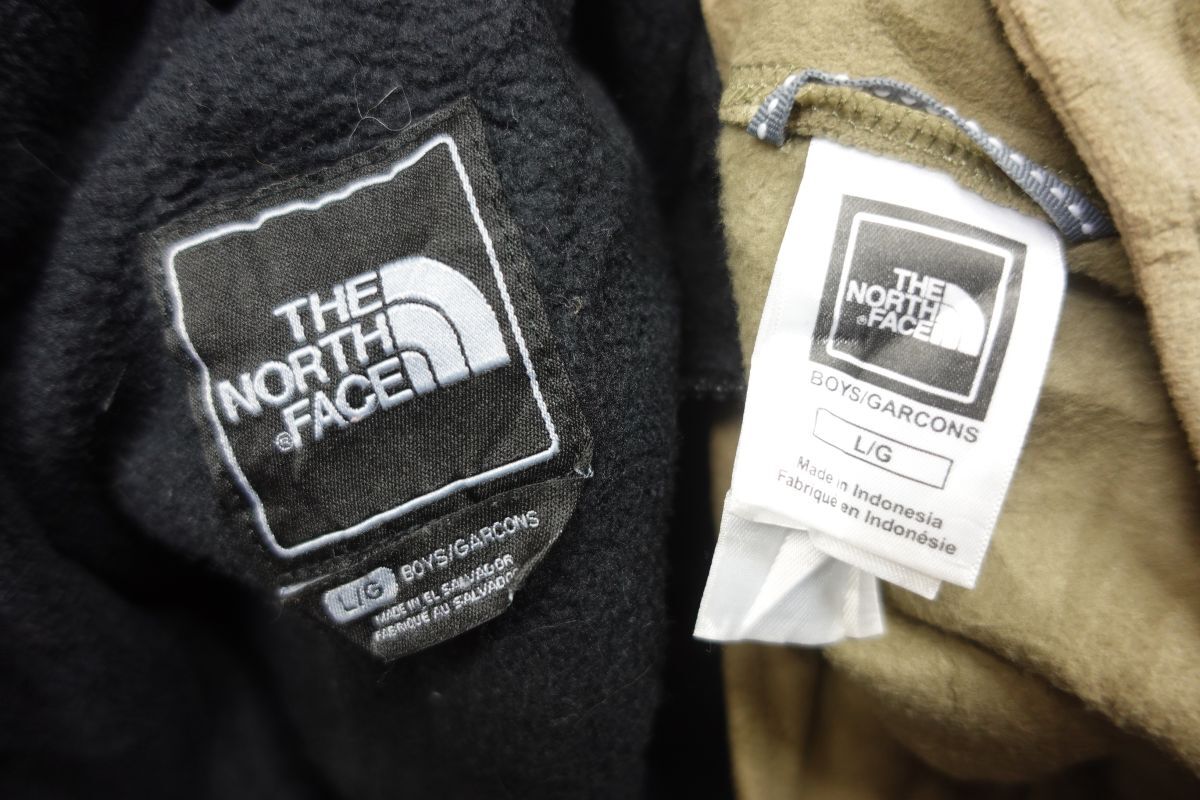 THE
NORTH
®FACE
L/G BOYS/GARCONS
MADE IN EL SALVADOR
FABRIQUE AU SALVADOR
THE
NORTH
®FACE
BOYS/GARCONS
L/G
Made in Indonesia
Fabriqué en Indonésie